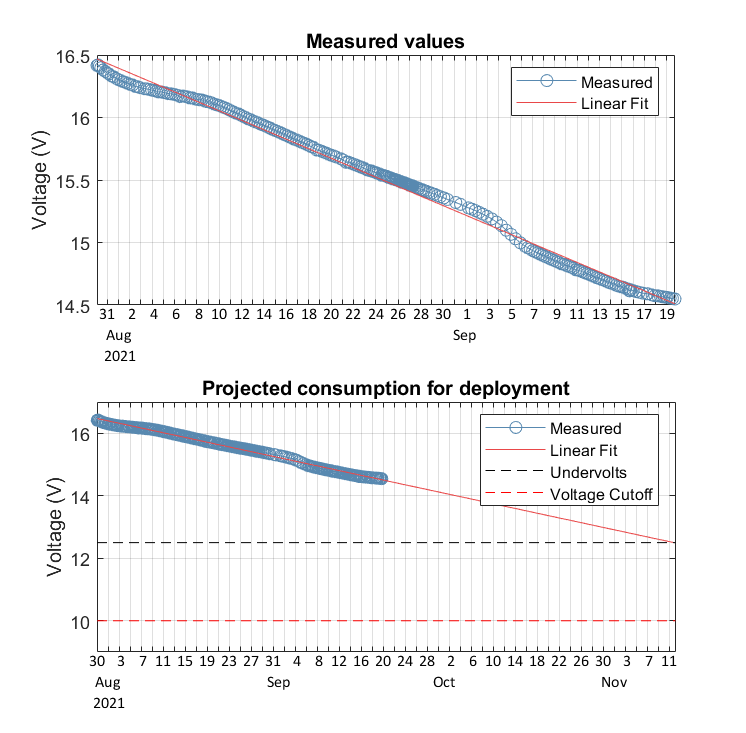 Measured values
Voltage (V)
16.5
16
15.5
15
14.5
Measured
Linear Fit
31 2 4 6 8 10 12 14 16 18 20 22 24 26 28 30 1 3 5 7 9 11 13 15 17 19
Aug Sep
2021
Projected consumption for deployment
Voltage (V)
16
14
12
10
Measured
Linear Fit
Undervolts
Voltage Cutoff
30 3 7 11 15 19 23 27 31 4 8 12 16 20 24 28 2 6 10 14 18 22 26 30 3 7 11
Aug Sep Oct Nov
2021